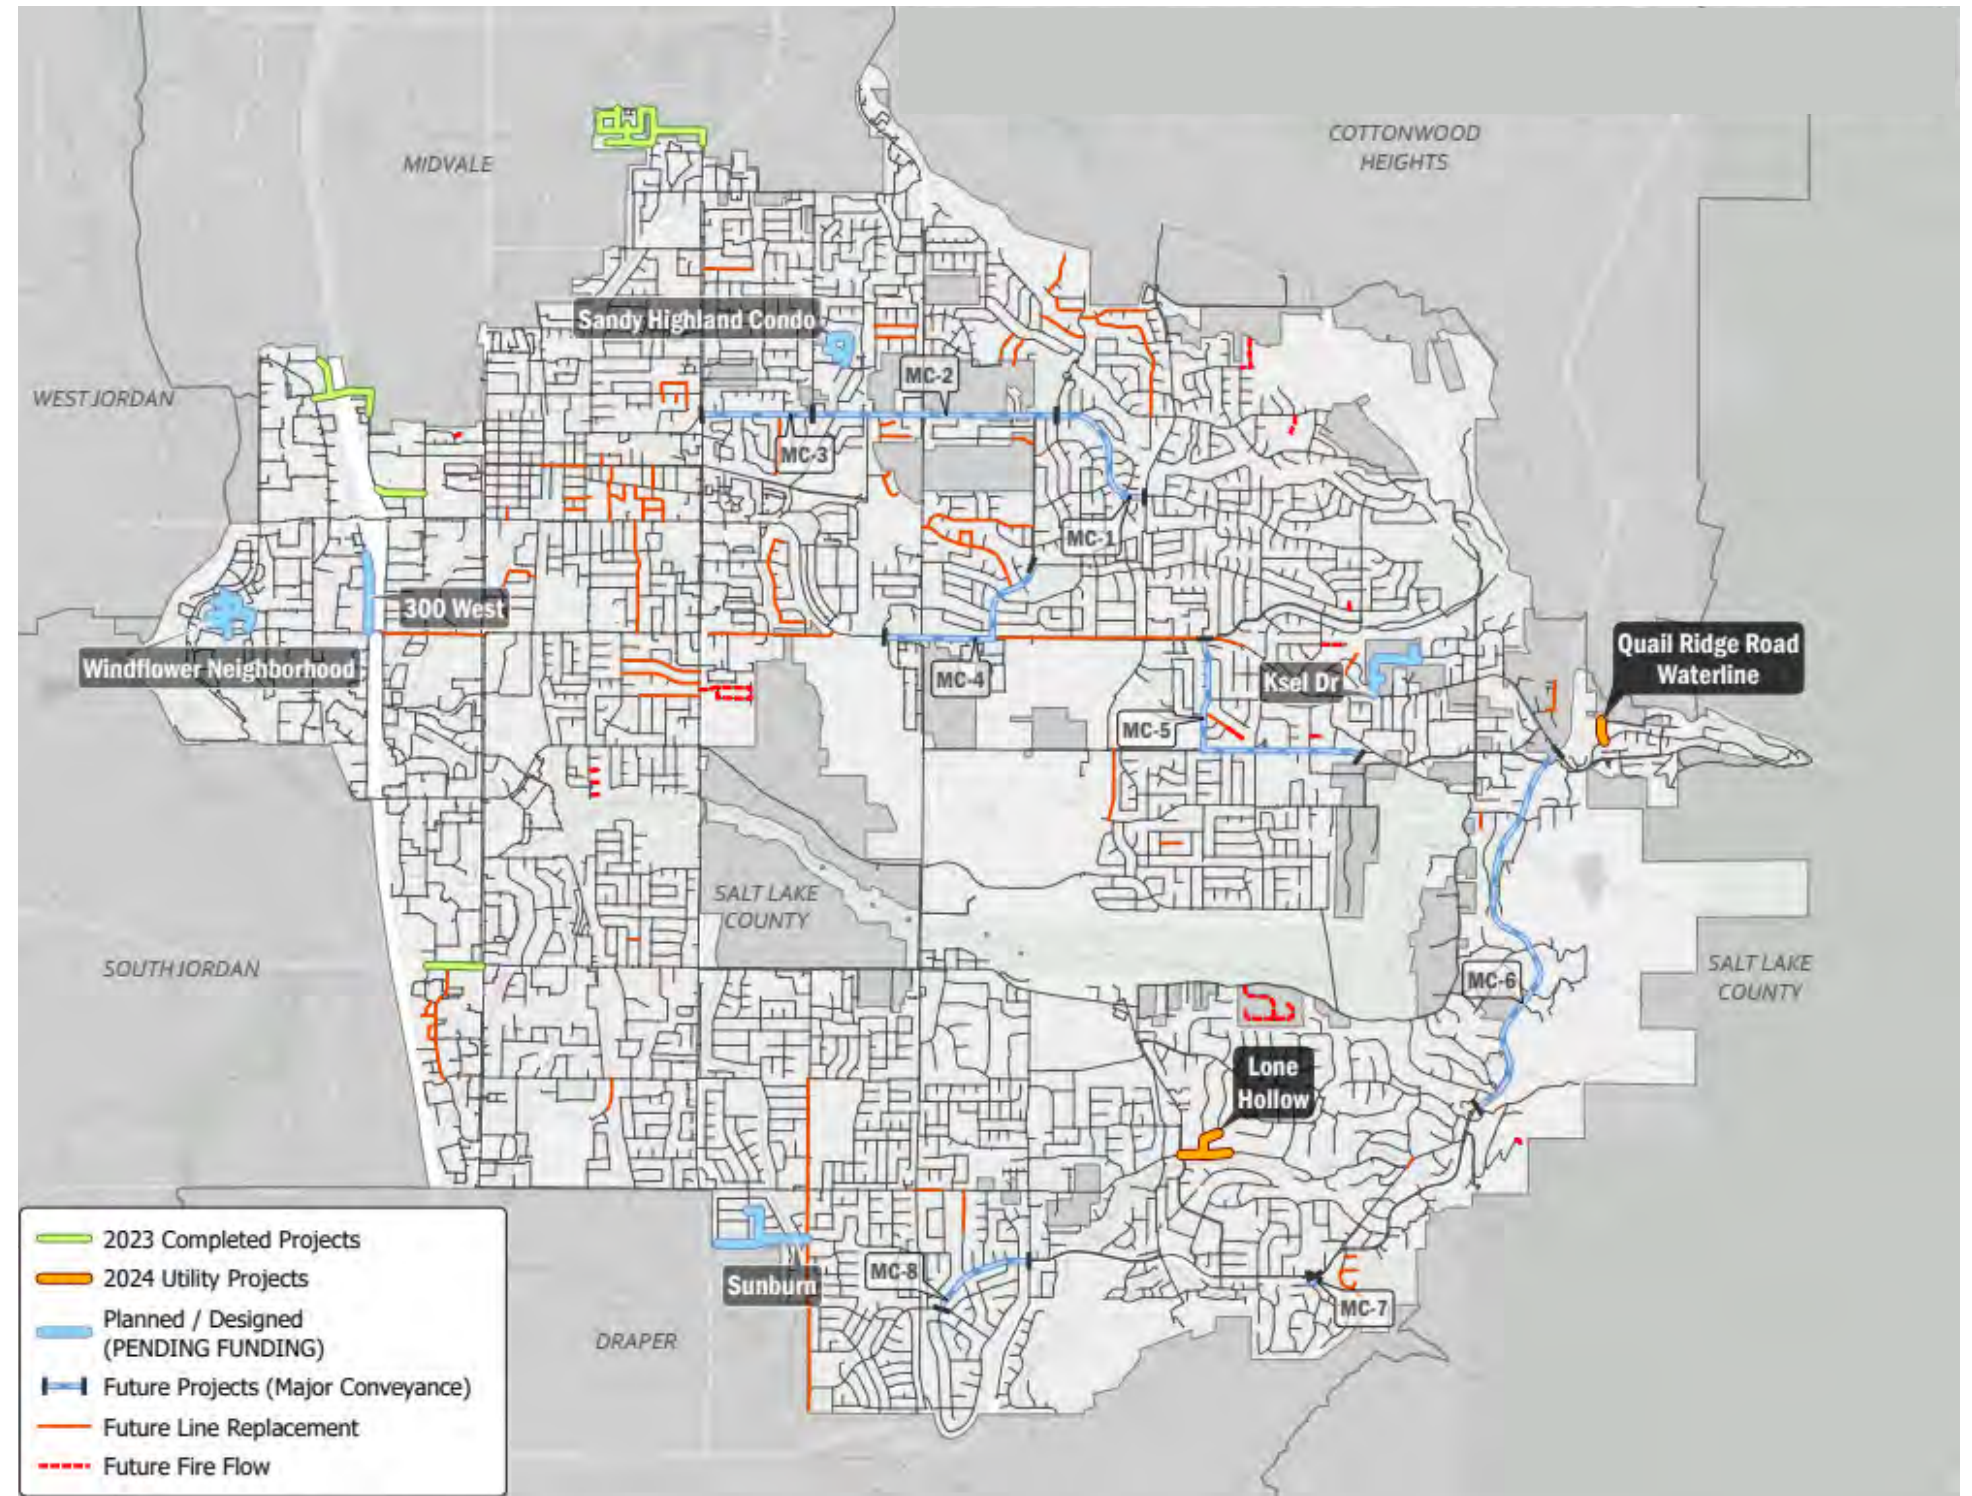 COTTONWOOD
HEIGHTS
MIDVALE
Sandy Highland Condo
MC-2
WEST JORDAN
MC-3
MC-1
300 West
Quail Ridge Road
Waterline
Windflower Neighborhood
MC-4
Ksel Dr
MC-5
SALT LAKE
COUNTY
SOUTH JORDAN
MC-6
SALT LAKE
COUNTY
Lone
Hollow
MC-8
Sunburn
MC-7
DRAPER
2023 Completed Projects
2024 Utility Projects
Planned / Designed
(PENDING FUNDING)
Future Projects (Major Conveyance)
Future Line Replacement
Future Fire Flow